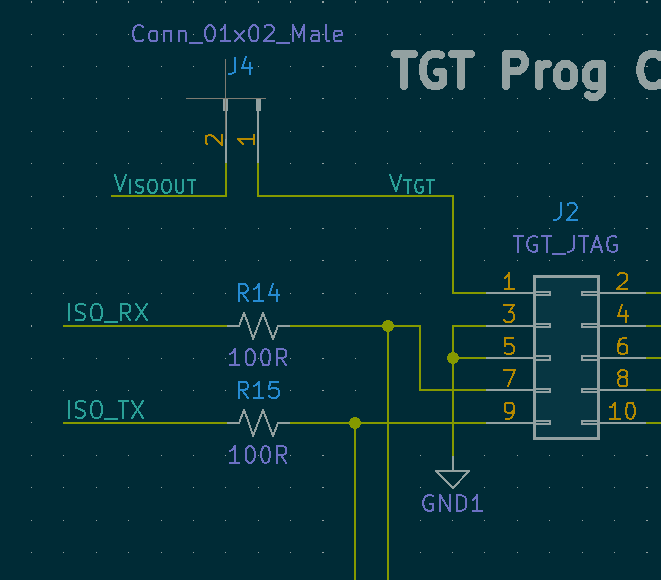 Conn_01x02_Male
J4
TGT Prog C
2 1
VISOOUT
VTGT
J2
TGT_JTAG
1 2
R14
ISO_RX
3 4
100R
5 6
R15
7 8
ISO_TX
9 10
100R
GND1